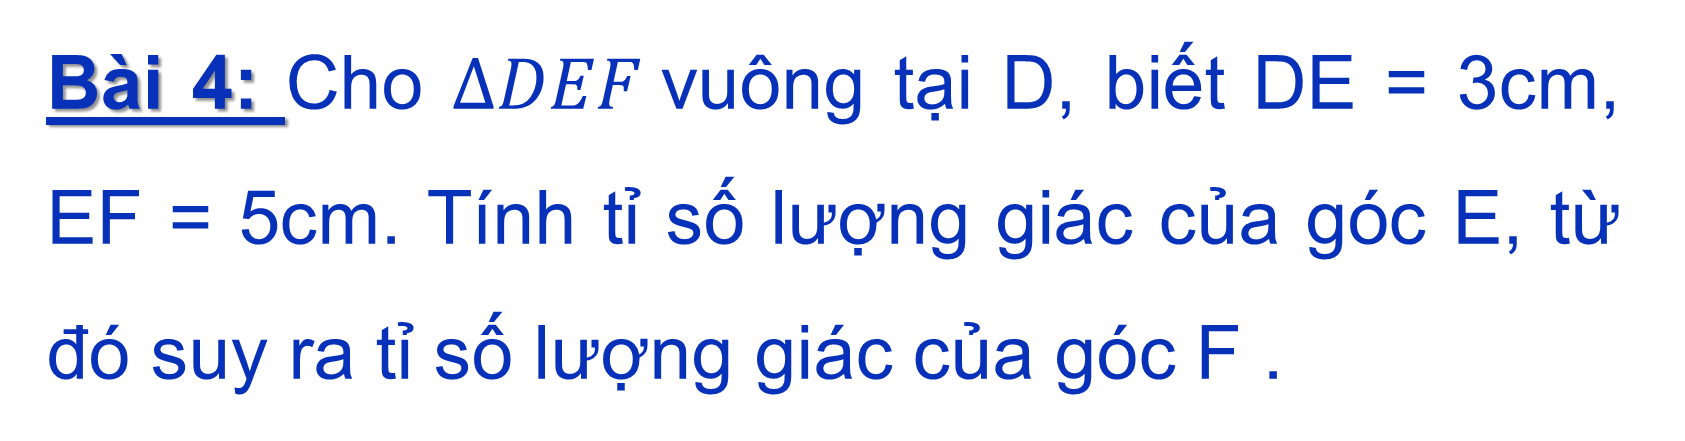 Bài 4: Cho ∆𝐷𝐸𝐹 vuông tại D, biết DE = 3cm,
EF = 5cm. Tính tỉ số lượng giác của góc E, từ
đó suy ra tỉ số lượng giác của góc F .